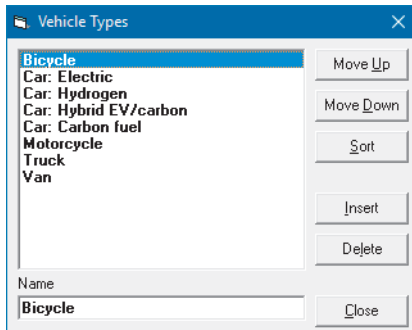 Vehicle Types
Bicycle
Car: Electric
Car: Hydrogen
Car: Hybrid EV/carbon
Car: Carbon fuel
Motorcycle
Truck
Van
Move Up
Move Down
Sort
Insert
Delete
Name
Bicycle
Close